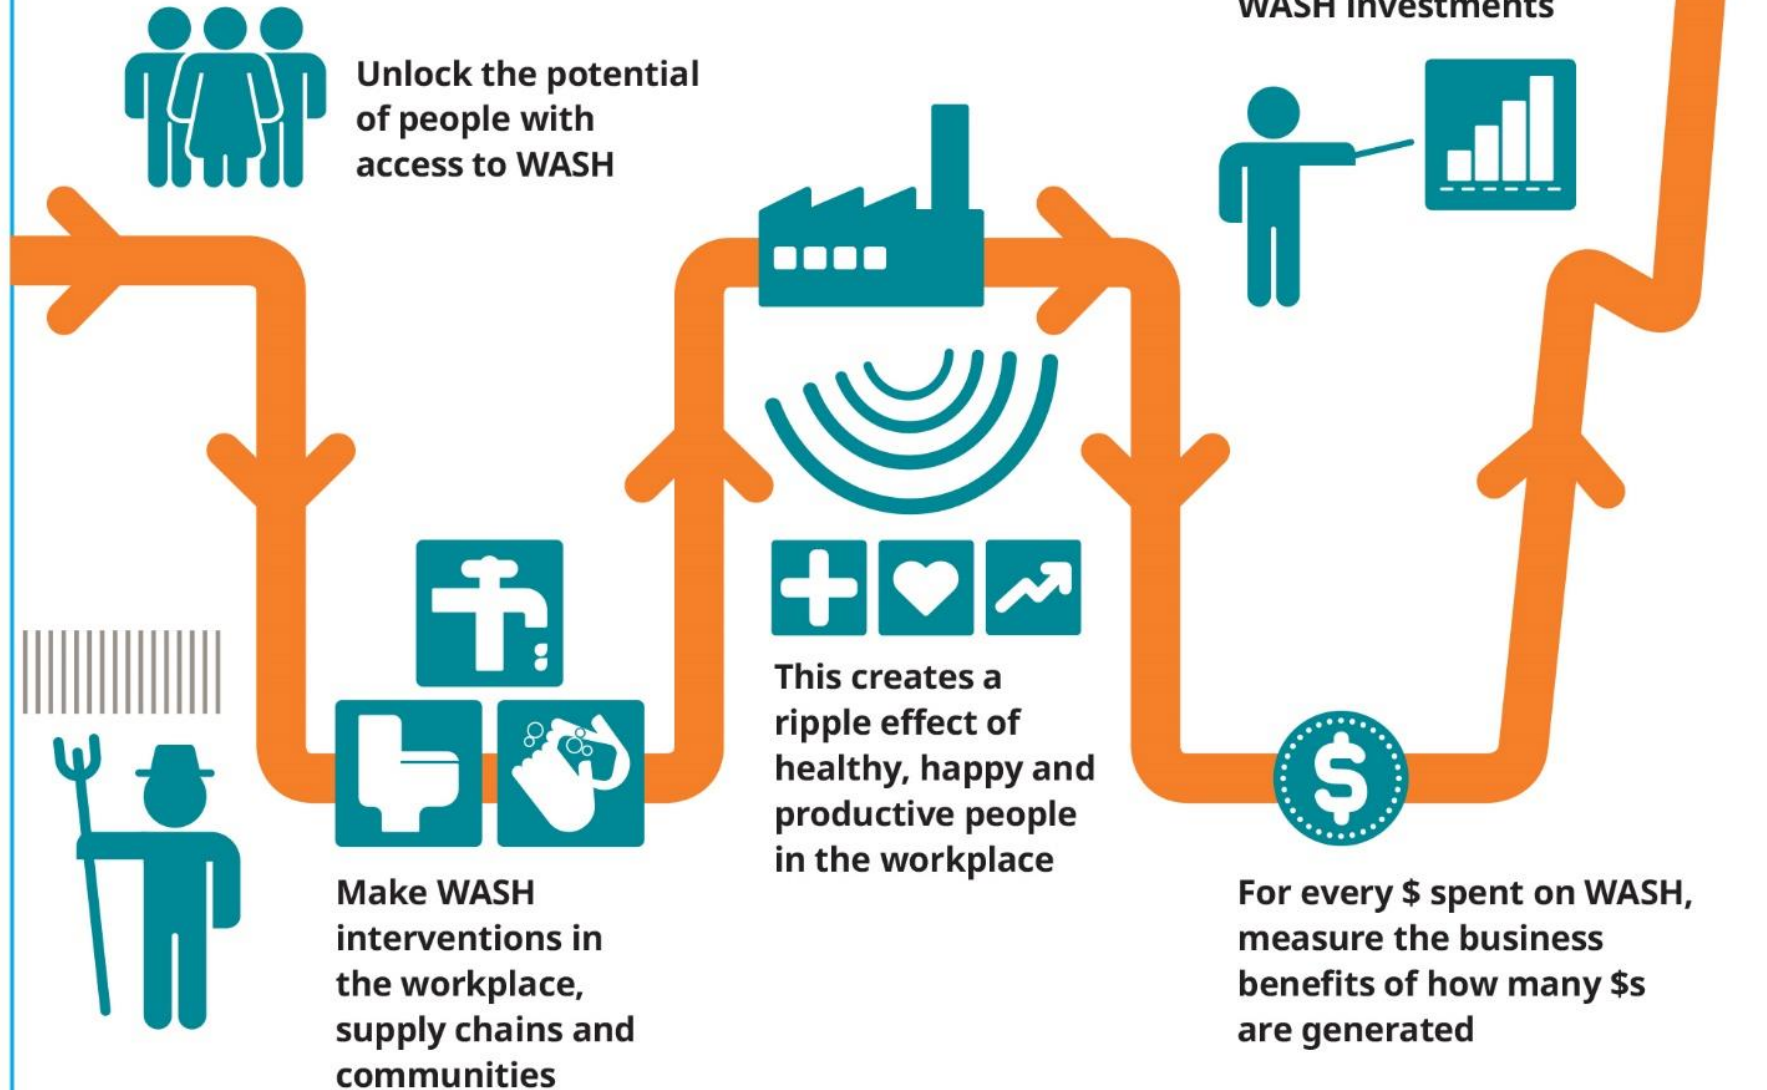 Unlock the potential
of people with
access to WASH
Make WASH
interventions in
the workplace,
supply chains and
communities
This creates a
ripple effect of
healthy, happy and
productive people
in the workplace
WASH investments
$
For every $ spent on WASH,
measure the business
benefits of how many $s
are generated